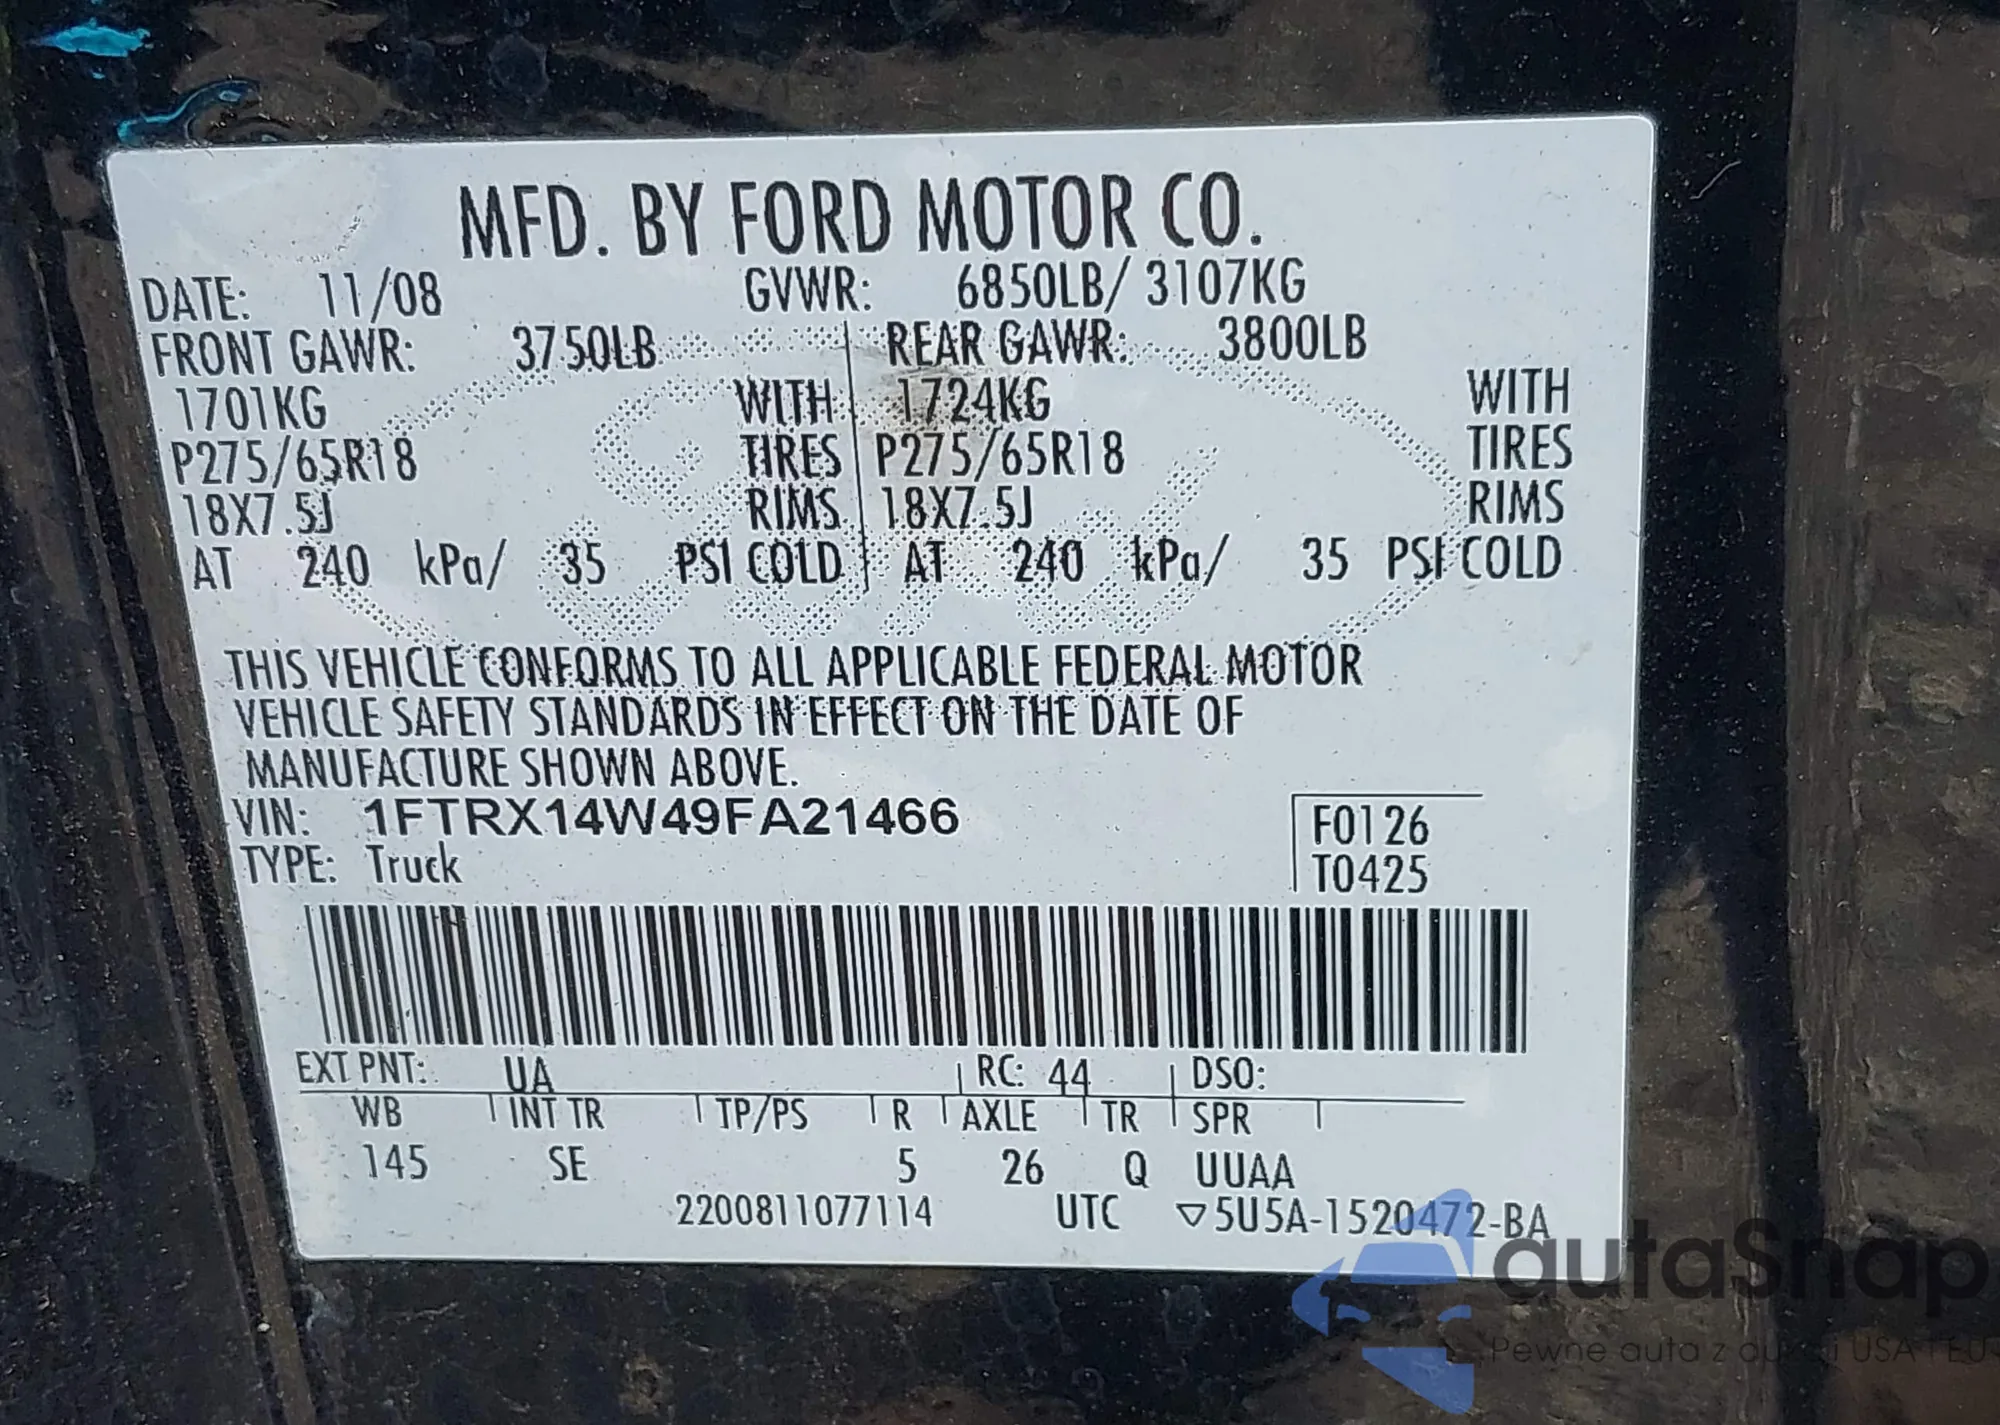 MFD. BY FORD MOTOR CO.
DATE: 11/08 GVWR: 6850LB/ 3107KG
FRONT GAWR: 3750LB REAR GAWR: 3800LB
1701KG WITH 1724KG WITH
P275/65R18 TIRES P275/65R18 TIRES
18X7.5J RIMS 18X7.5J RIMS
AT 240 kPa/ 35 PSI COLD AT 240 kPa/ 35 PSI COLD
THIS VEHICLE CONFORMS TO ALL APPLICABLE FEDERAL MOTOR
VEHICLE SAFETY STANDARDS IN EFFECT ON THE DATE OF
MANUFACTURE SHOWN ABOVE.
VIN: 1FTRX14W49FA21466 F0126
TYPE: Truck T0425
EXT PNT: UA RC: 44 DSO:
WB INT TR TP/PS R AXLE TR SPR
145 SE 5 26 Q UUAA
2200811077114 UTC ▽5U5A-1520472-BA
autaSnap
Pewne auta z USA i EU